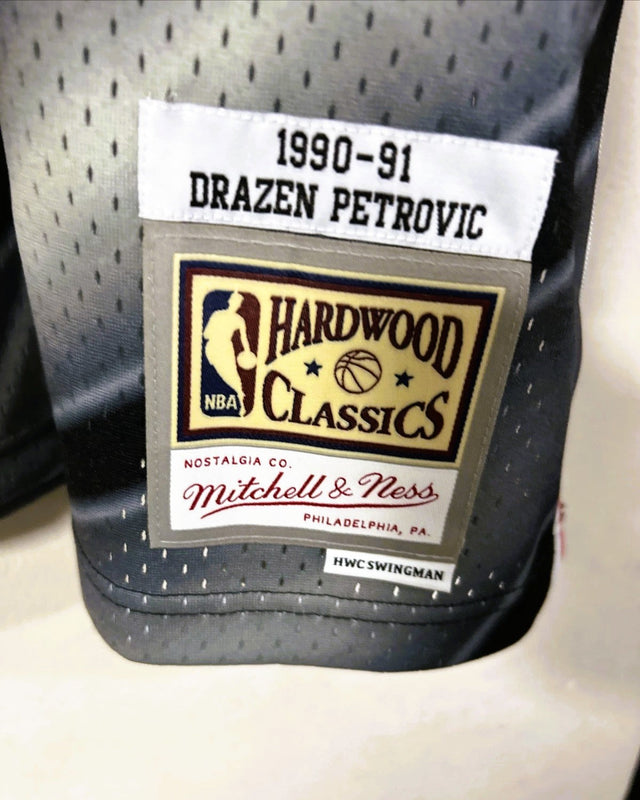 1990-91
DRAZEN PETROVIC
HARDWOOD
NBA
CLASSICS
NOSTALGIA CO.
Mitchell & Ness
PHILADELPHIA, PA.
HWC SWINGMAN